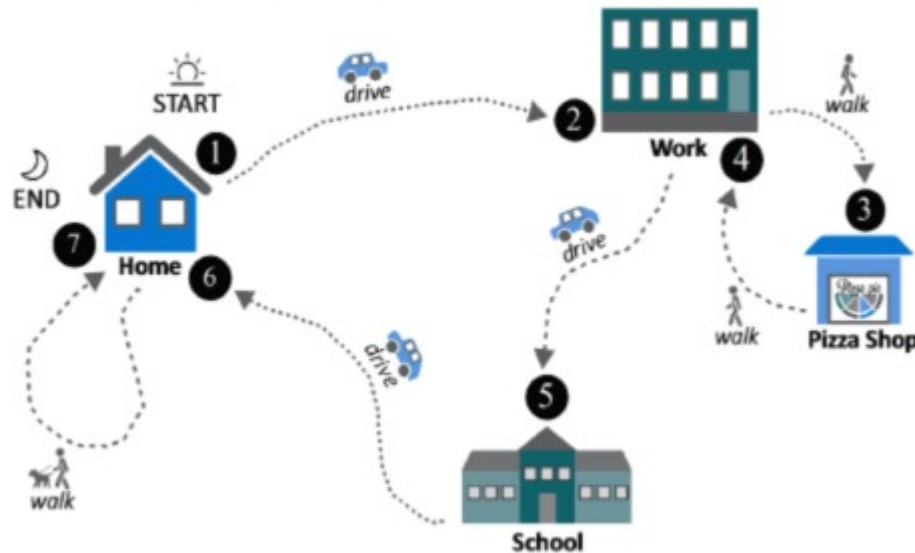 START
1
drive
2
Work
walk
3
Pizza Shop
walk
4
drive
5
School
drive
6
Home
walk
7
END